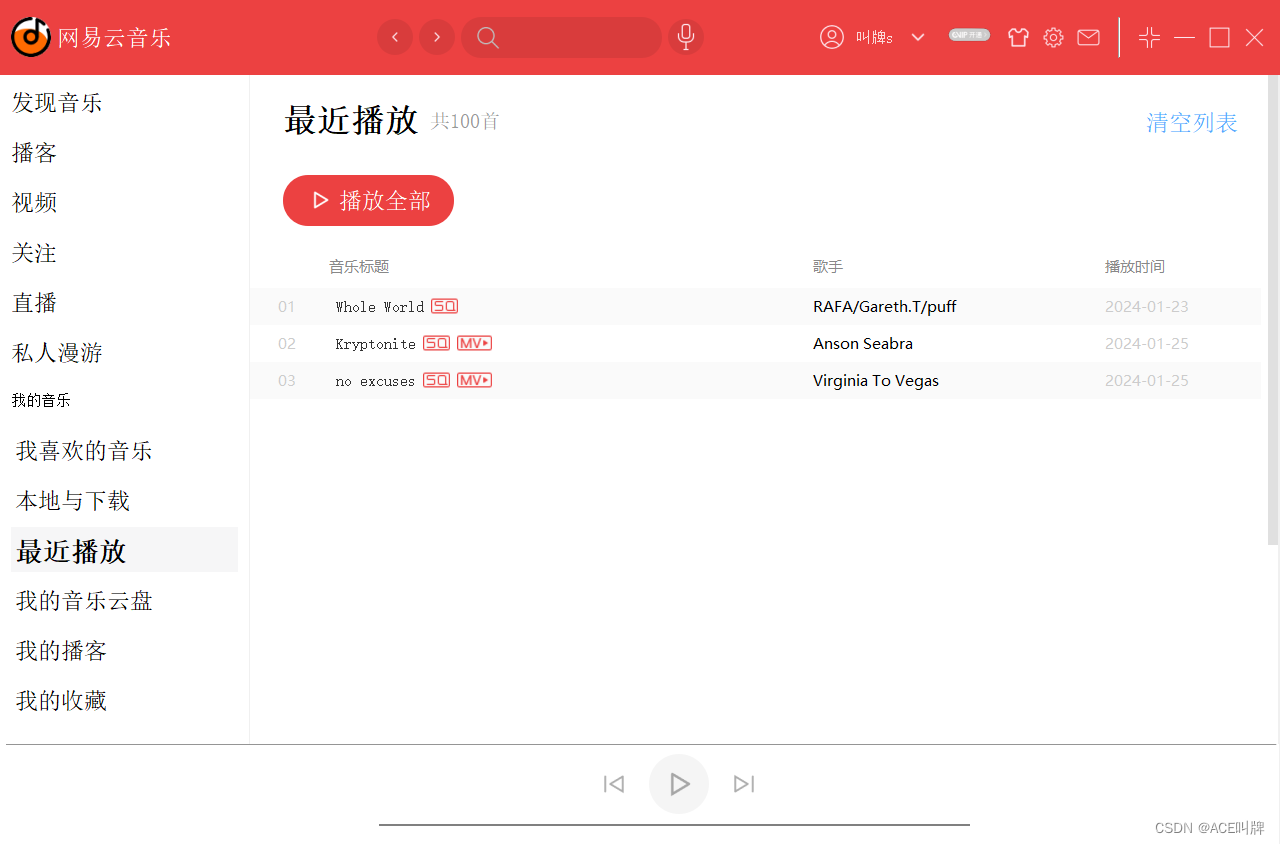 网易云音乐
叫牌s
发现音乐
播客
视频
关注
直播
私人漫游
我的音乐
我喜欢的音乐
本地与下载
最近播放
我的音乐云盘
我的播客
我的收藏
最近播放 共100首 清空列表
播放全部
音乐标题 歌手 播放时间
01 Whole World SQ RAFA/Gareth.T/puff 2024-01-23
02 Kryptonite SQ MV Anson Seabra 2024-01-25
03 no excuses SQ MV Virginia To Vegas 2024-01-25
CSDN @ACE叫牌